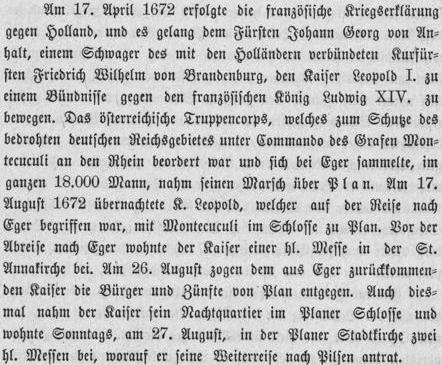 Am 17. April 1672 erfolgte die französische Kriegserklärung
gegen Holland, und es gelang dem Fürsten Johann Georg von An-
halt, einem Schwager des mit den Holländern verbündeten Kurfür-
sten Friedrich Wilhelm von Brandenburg, den Kaiser Leopold I. zu
einem Bündnisse gegen den französischen König Ludwig XIV. zu
bewegen. Das österreichische Truppencorps, welches zum Schutze des
bedrohten deutschen Reichsgebietes unter Commando des Grafen Mon-
tecuculi an den Rhein beordert war und sich bei Eger sammelte, im
ganzen 18.000 Mann, nahm seinen Marsch über Plan. Am 17.
August 1672 übernachtete K. Leopold, welcher auf der Reise nach
Eger begriffen war, mit Montecuculi im Schlosse zu Plan. Vor der
Abreise nach Eger wohnte der Kaiser einer hl. Messe in der St.
Annakirche bei. Am 26. August zogen dem aus Eger zurückkommen-
den Kaiser die Bürger und Zünfte von Plan entgegen. Auch dies-
mal nahm der Kaiser sein Nachtquartier im Planer Schlosse und
wohnte Sonntags, am 27. August, in der Planer Stadtkirche zwei
hl. Messen bei, worauf er seine Weiterreise nach Pilsen antrat.